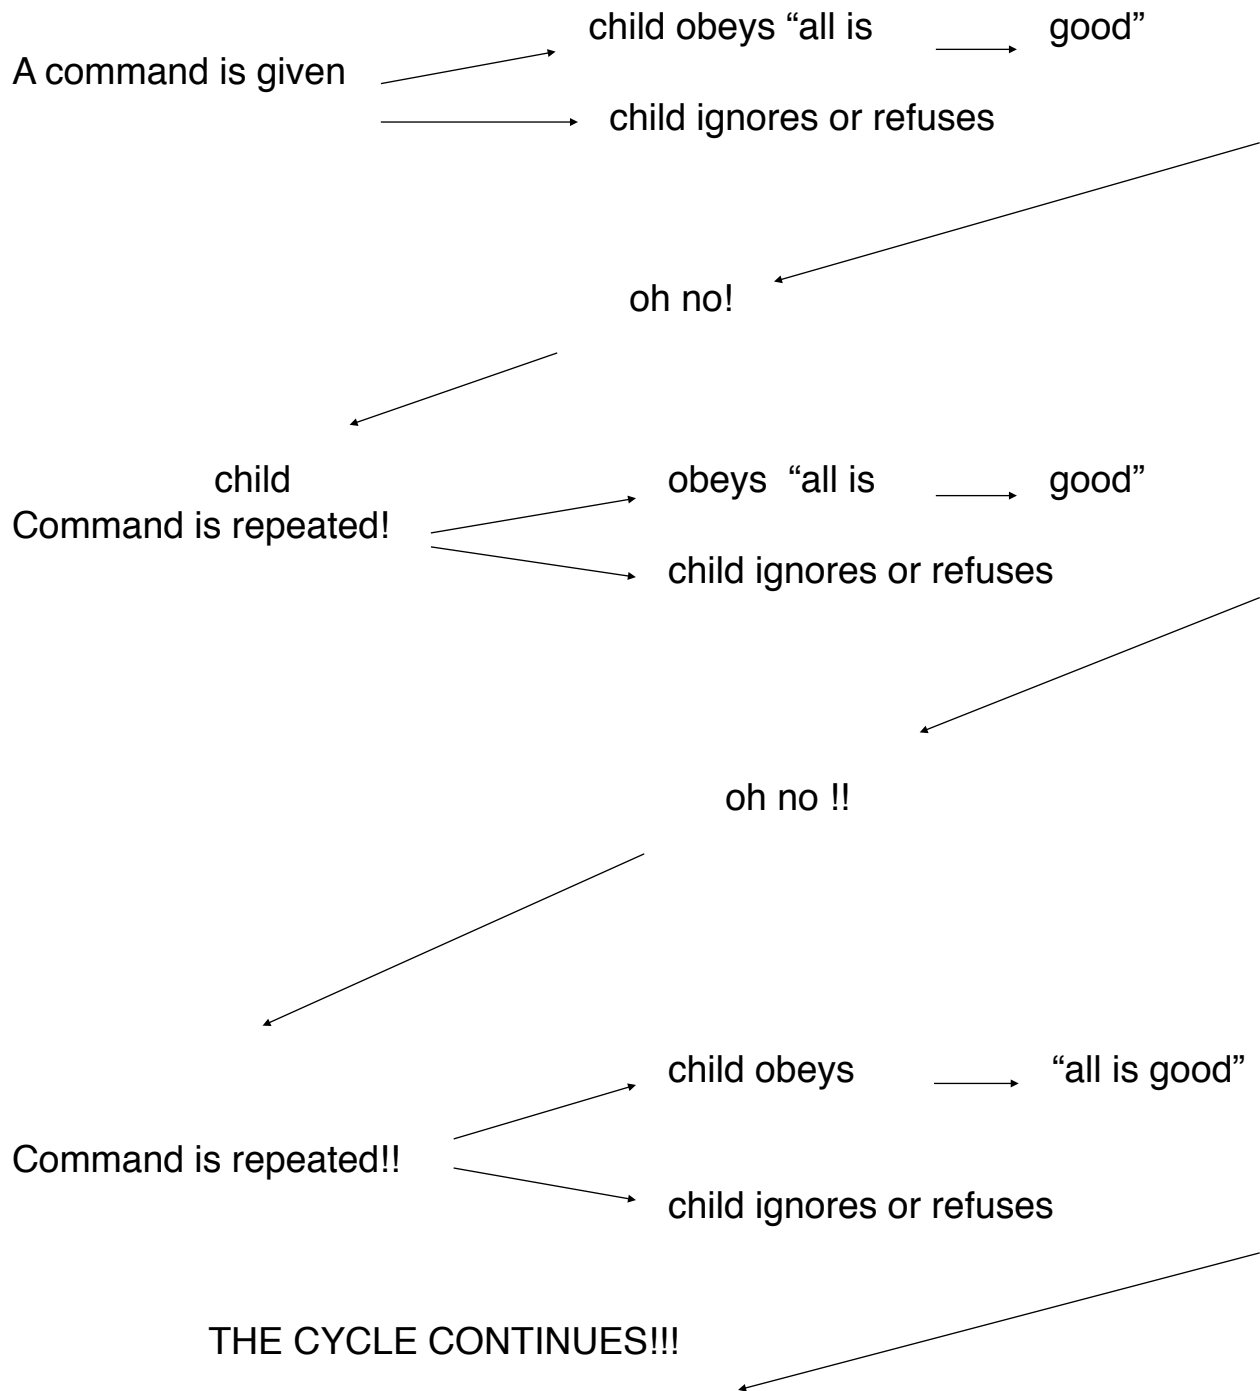 child obeys “all is good”
A command is given
child ignores or refuses
oh no!
child obeys “all is good”
Command is repeated!
child ignores or refuses
oh no !!
child obeys “all is good”
Command is repeated!!
child ignores or refuses
THE CYCLE CONTINUES!!!